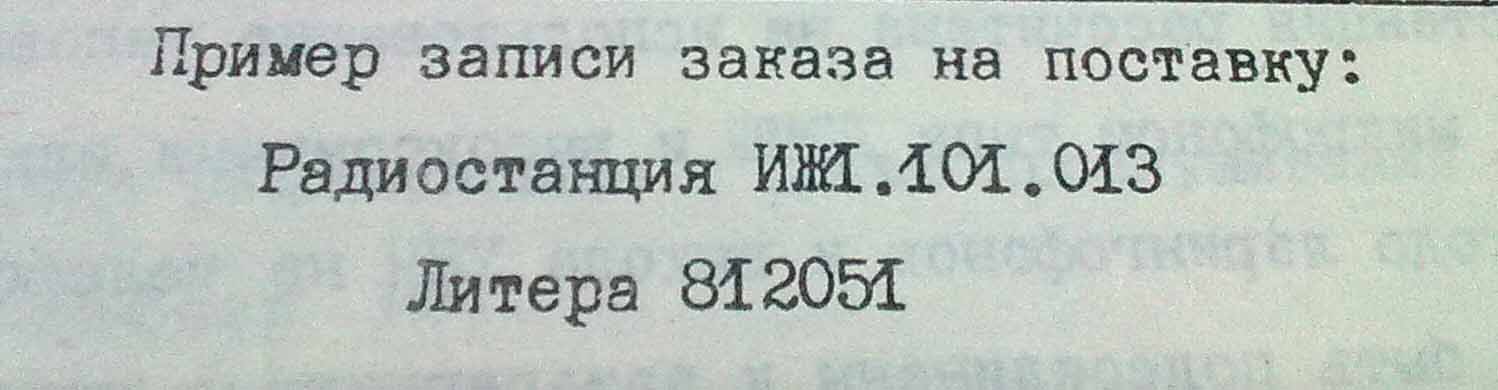 Пример записи заказа на поставку:
Радиостанция ИЖ1.101.013
Литера 812051